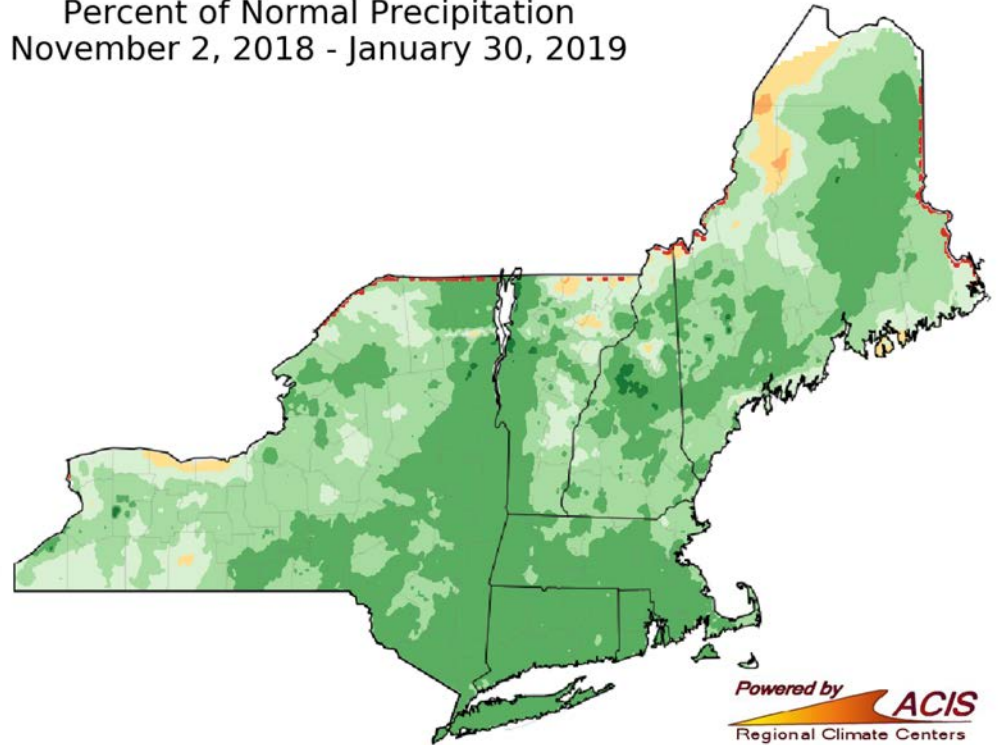 Percent of Normal Precipitation
November 2, 2018 - January 30, 2019
Powered by
ACIS
Regional Climate Centers